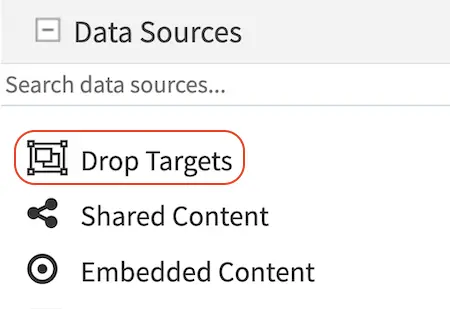 Data Sources
Search data sources...
Drop Targets
Shared Content
Embedded Content